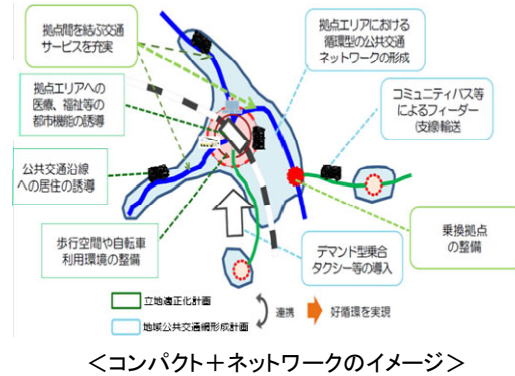 拠点間を結ぶ交通
サービスを充実
拠点エリアにおける
循環型の公共交通
ネットワークの形成
拠点エリアへの
医療、福祉等の
都市機能の誘導
コミュニティバス等
によるフィーダー
(支線)輸送
公共交通沿線
への居住の誘導
歩行空間や自転車
利用環境の整備
デマンド型乗合
タクシー等の導入
乗換拠点
の整備
立地適正化計画
地域公共交通網形成計画
連携
好循環を実現
＜コンパクト＋ネットワークのイメージ＞